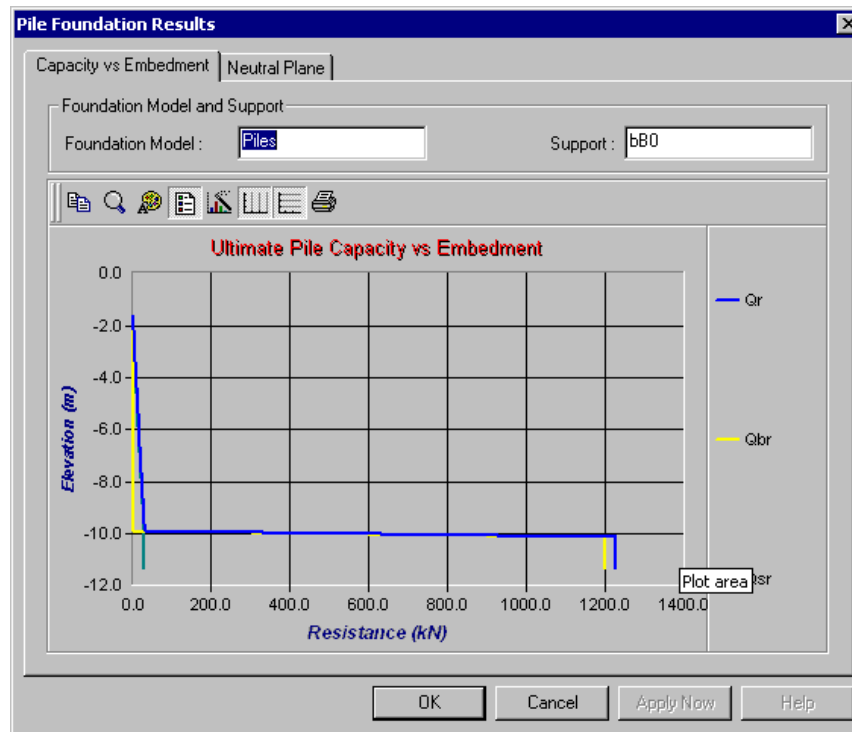 Pile Foundation Results
Capacity vs Embedment Neutral Plane
Foundation Model and Support
Foundation Model : Piles Support : bB0
Ultimate Pile Capacity vs Embedment
0.0
-2.0
-4.0
-6.0
-8.0
-10.0
-12.0
Elevation (m)
0.0 200.0 400.0 600.0 800.0 1000.0 1200.0 1400.0
Resistance (kN)
Qr
Qbr
Plot area
OK Cancel Apply Now Help